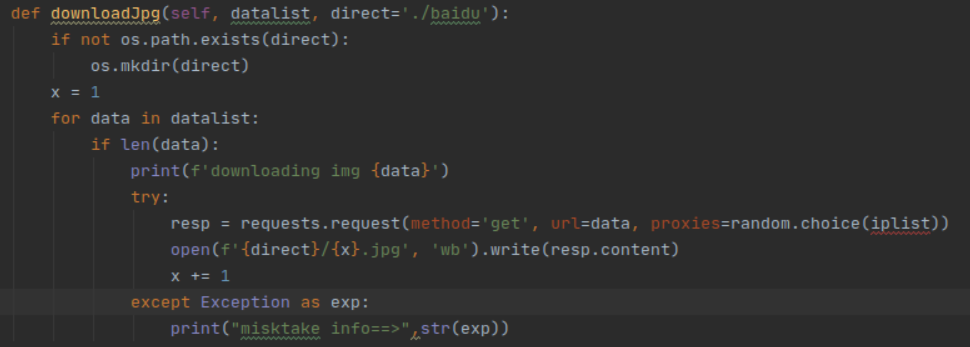 def downloadJpg(self, datalist, direct='./baidu'):
    if not os.path.exists(direct):
        os.mkdir(direct)
    x = 1
    for data in datalist:
        if len(data):
            print(f'downloading img {data}')
            try:
                resp = requests.request(method='get', url=data, proxies=random.choice(iplist))
                open(f'{direct}/{x}.jpg', 'wb').write(resp.content)
                x += 1
            except Exception as exp:
                print("misktake info==>",str(exp))